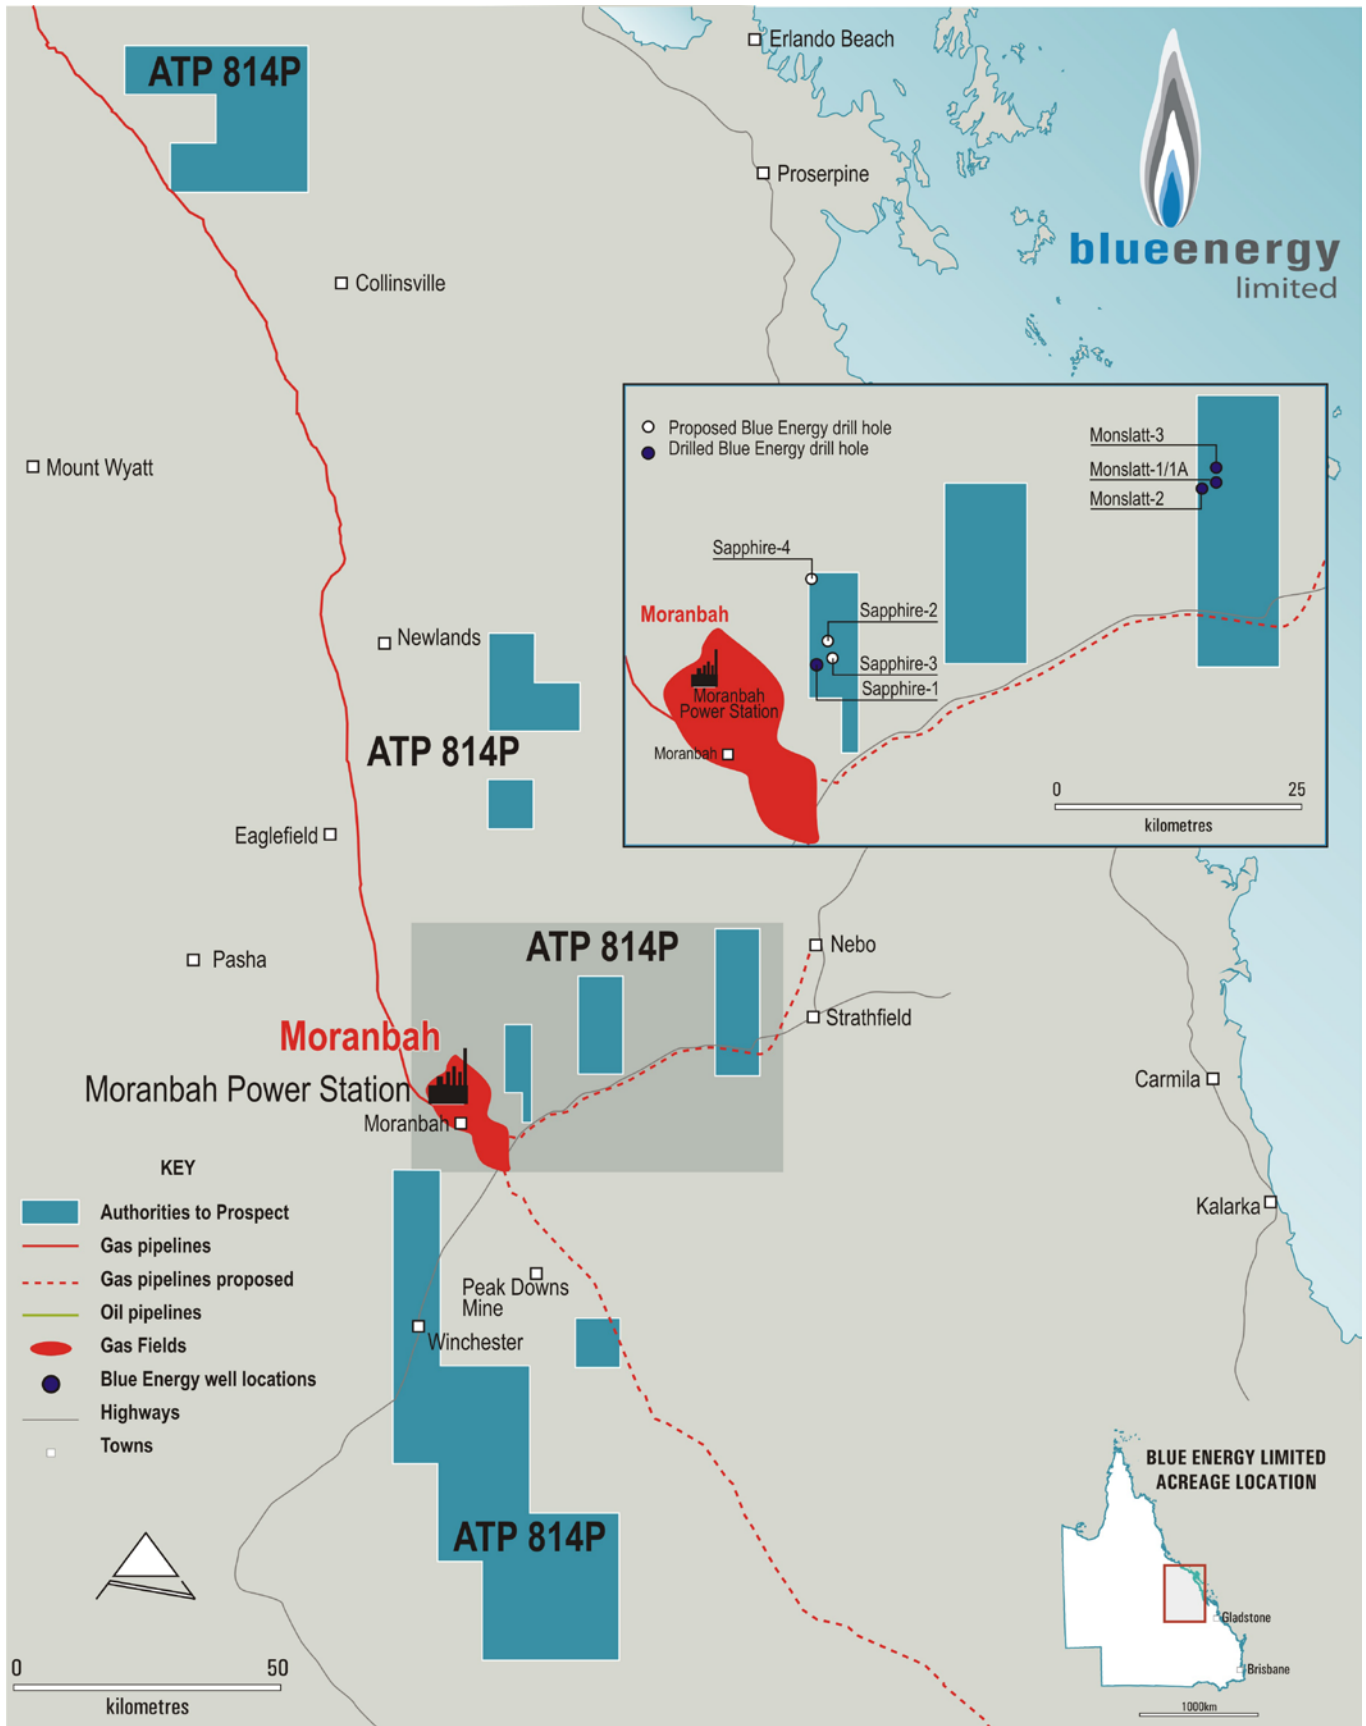 ATP 814P
Erlando Beach
Proserpine
blueenergy
limited
Collinsville
Mount Wyatt
Proposed Blue Energy drill hole
Drilled Blue Energy drill hole
Monslatt-3
Monslatt-1/1A
Monslatt-2
Sapphire-4
Moranbah
Sapphire-2
Sapphire-3
Sapphire-1
Moranbah
Power Station
Moranbah
0 25
kilometres
Newlands
ATP 814P
Eaglefield
Pasha
ATP 814P
Nebo
Strathfield
Moranbah
Moranbah Power Station
Moranbah
Carmila
Kalarka
KEY
Authorities to Prospect
Gas pipelines
Gas pipelines proposed
Oil pipelines
Gas Fields
Blue Energy well locations
Highways
Towns
Peak Downs
Mine
Winchester
ATP 814P
0 50
kilometres
BLUE ENERGY LIMITED
ACREAGE LOCATION
Gladstone
Brisbane
1000km